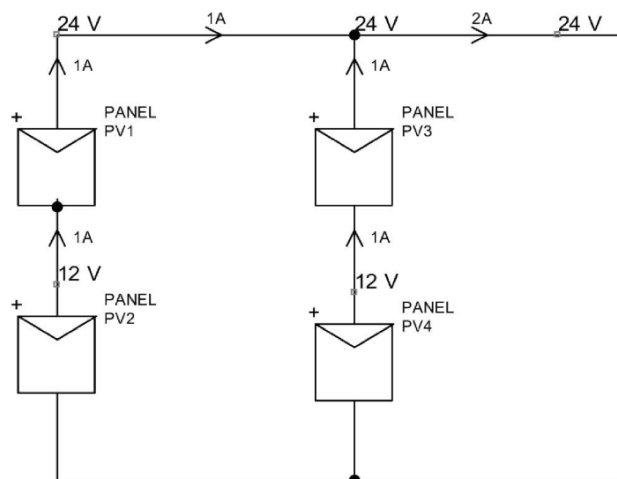 24 V
1A
24 V
2A
24 V
1A
1A
+
PANEL
PV1
+
PANEL
PV3
1A
1A
12 V
12 V
+
PANEL
PV2
+
PANEL
PV4